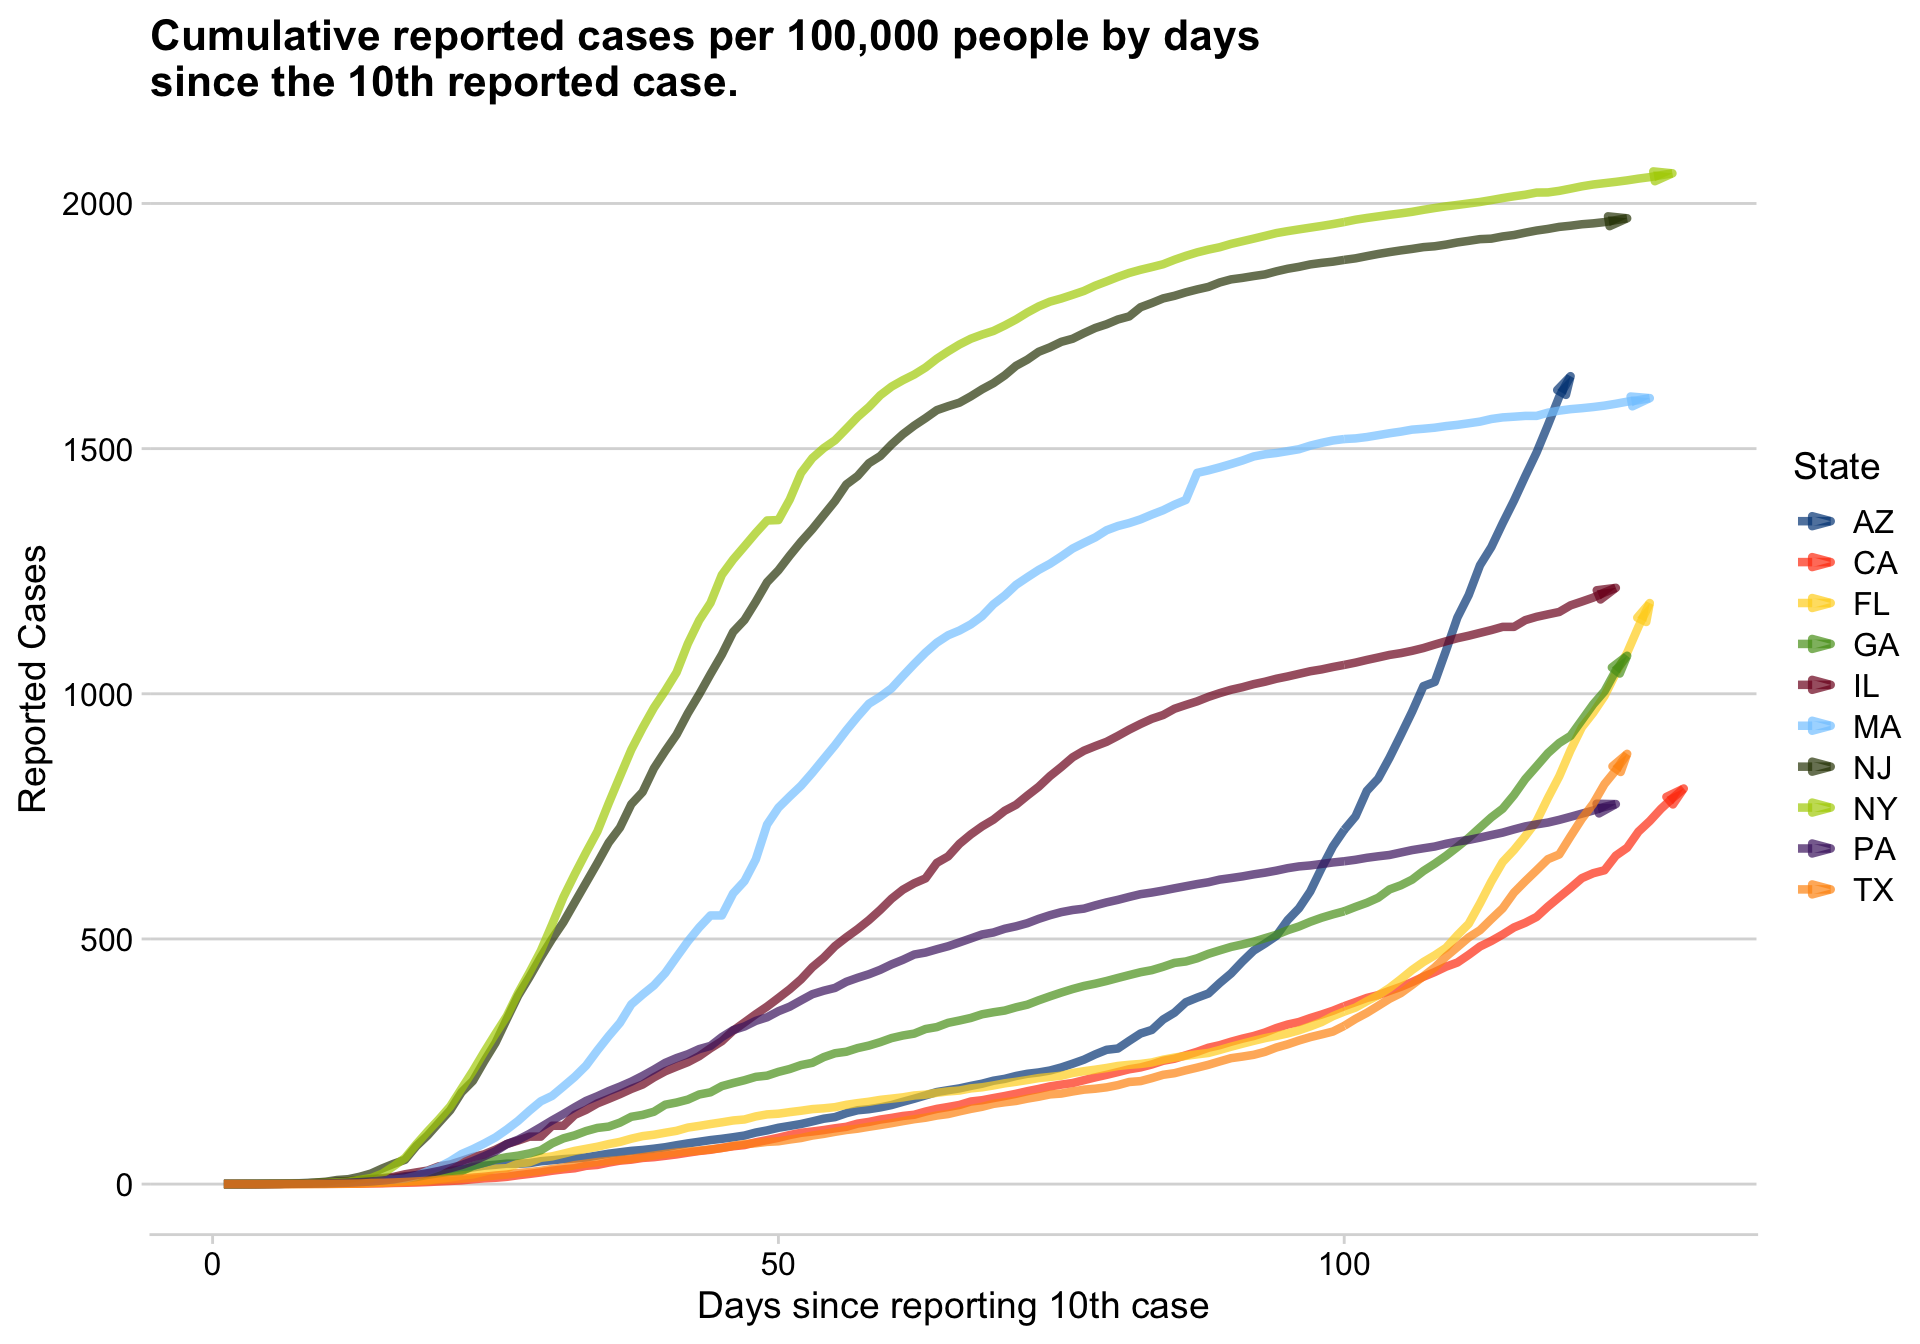 Cumulative reported cases per 100,000 people by days
since the 10th reported case.
2000
1500
1000
500
0
Reported Cases
0
50
100
Days since reporting 10th case
State
AZ
CA
FL
GA
IL
MA
NJ
NY
PA
TX